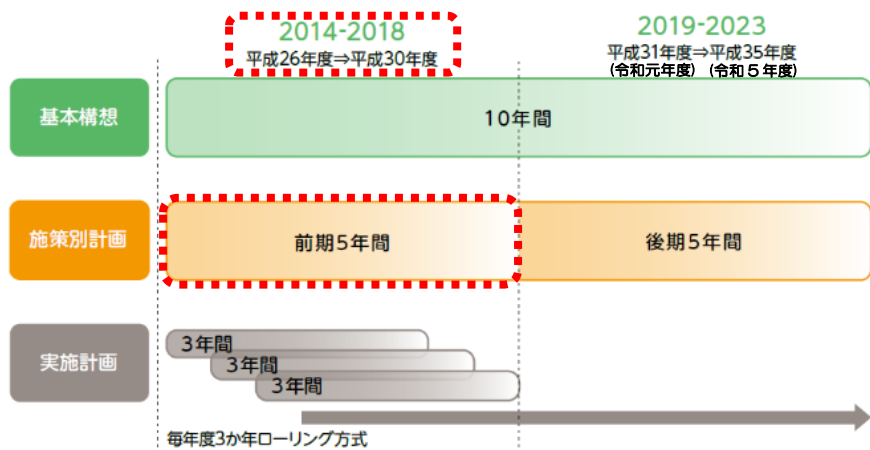 2014-2018
平成26年度⇒平成30年度
2019-2023
平成31年度⇒平成35年度
(令和元年度) (令和５年度)
基本構想
10年間
施策別計画
前期5年間
後期5年間
実施計画
3年間
3年間
3年間
毎年度3か年ローリング方式